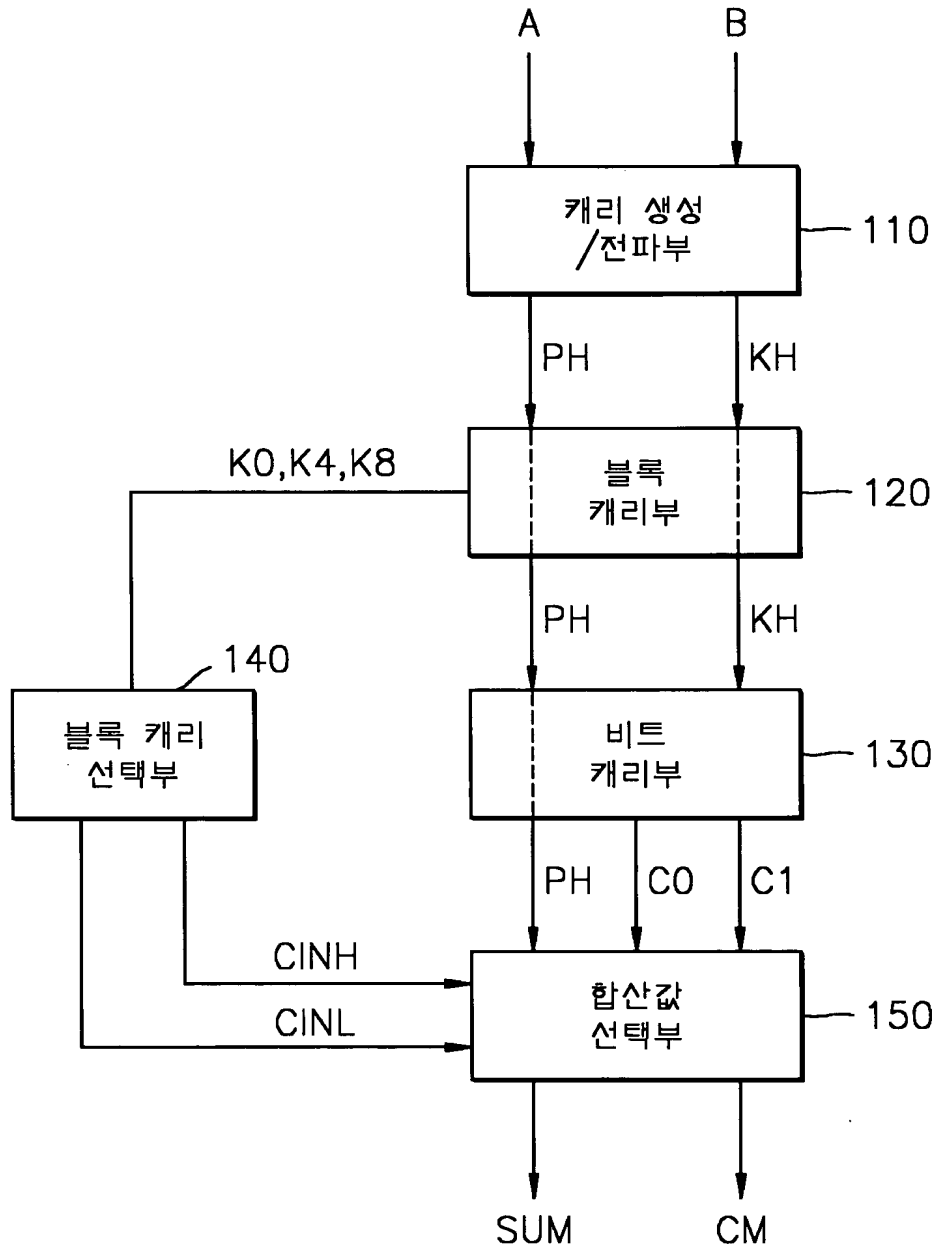 A
B
캐리 생성
/전파부
110
PH
KH
K0,K4,K8
블록
캐리부
120
PH
KH
140
블록 캐리
선택부
비트
캐리부
130
PH
C0
C1
CINH
CINL
합산값
선택부
150
SUM
CM